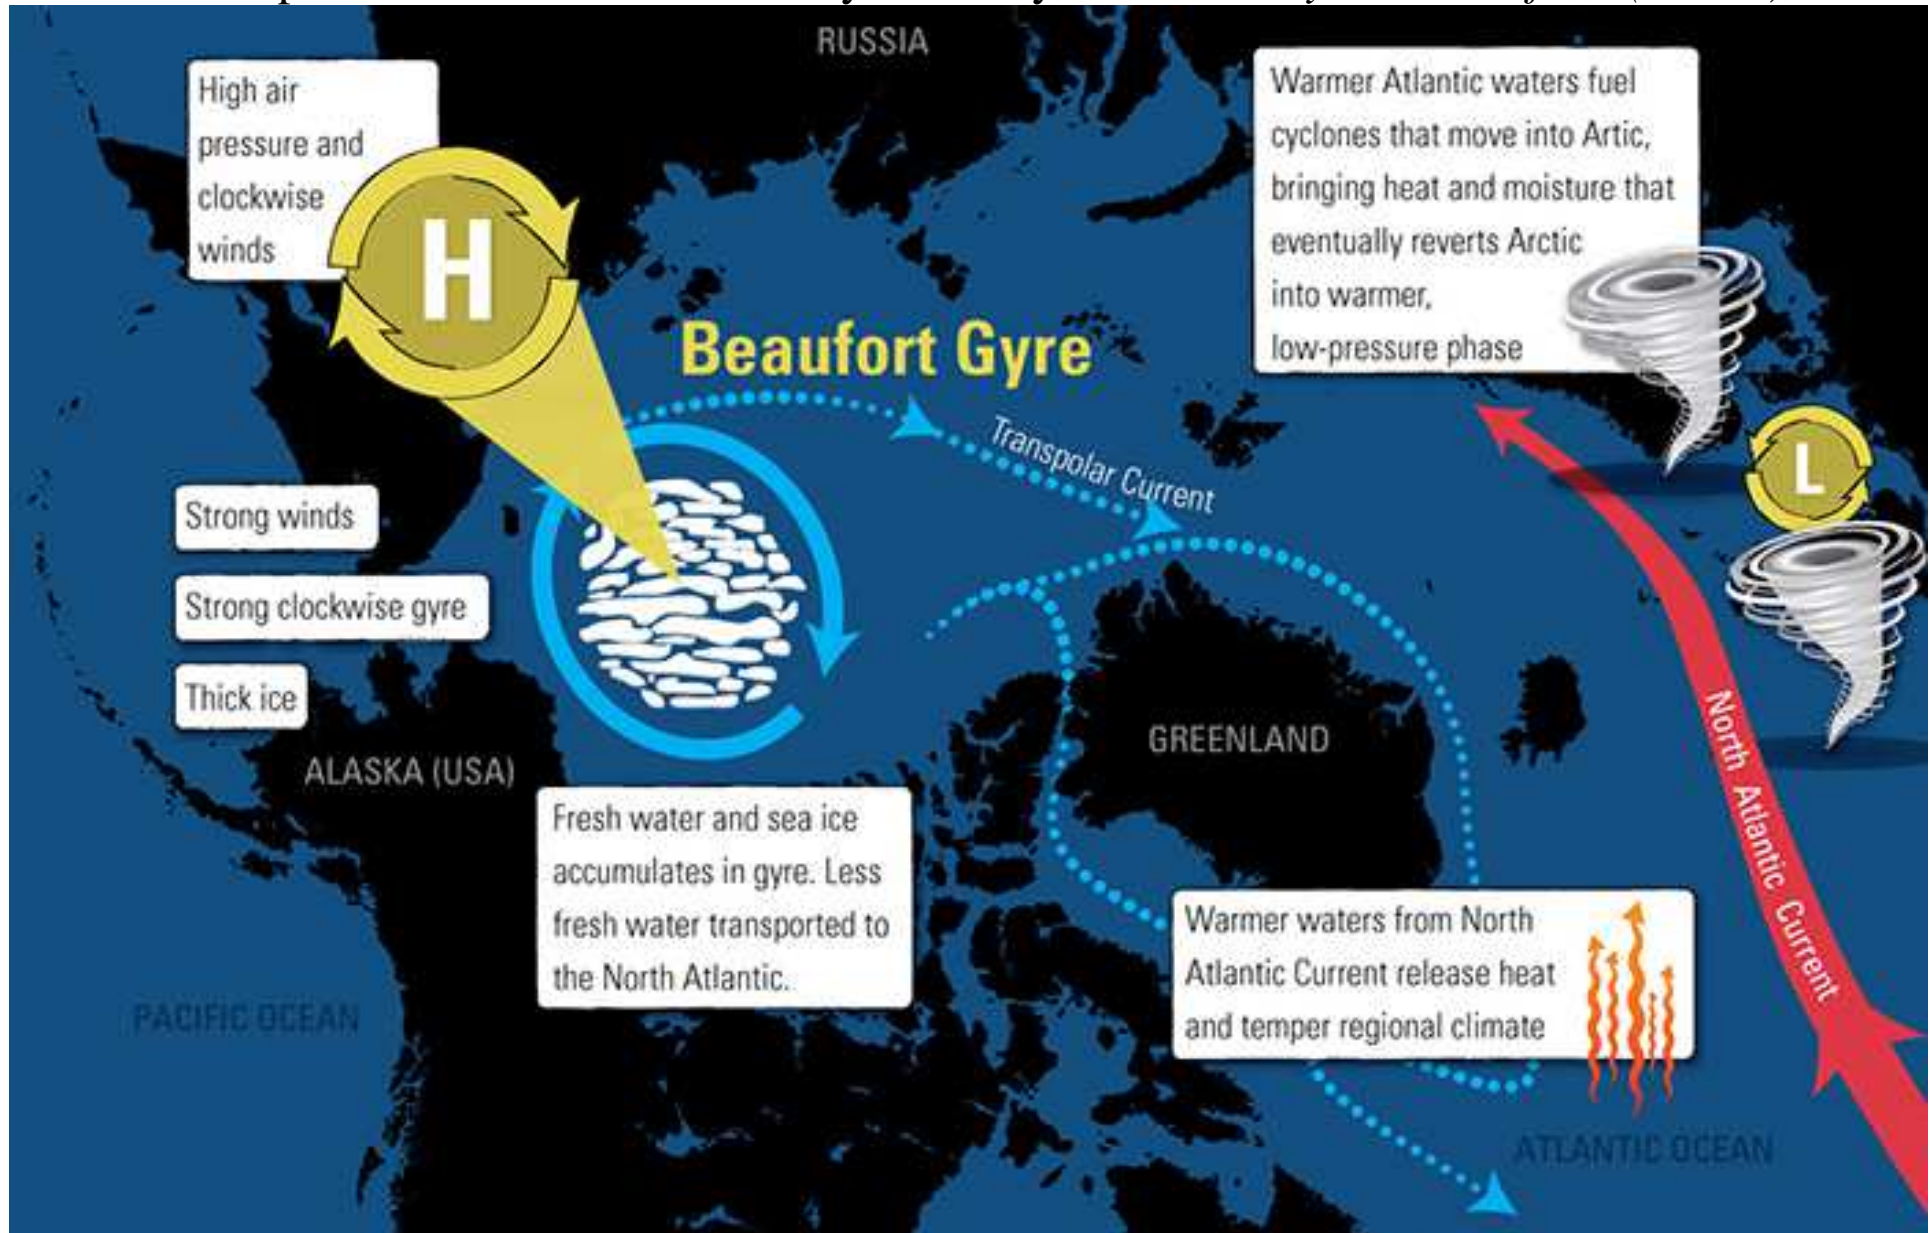 RUSSIA
High air
pressure and
clockwise
winds
H
Warmer Atlantic waters fuel
cyclones that move into Artic,
bringing heat and moisture that
eventually reverts Arctic
into warmer,
low-pressure phase
Beaufort Gyre
Transpolar Current
L
Strong winds
Strong clockwise gyre
Thick ice
ALASKA (USA)
GREENLAND
North Atlantic Current
Fresh water and sea ice
accumulates in gyre. Less
fresh water transported to
the North Atlantic.
Warmer waters from North
Atlantic Current release heat
and temper regional climate
PACIFIC OCEAN
ATLANTIC OCEAN